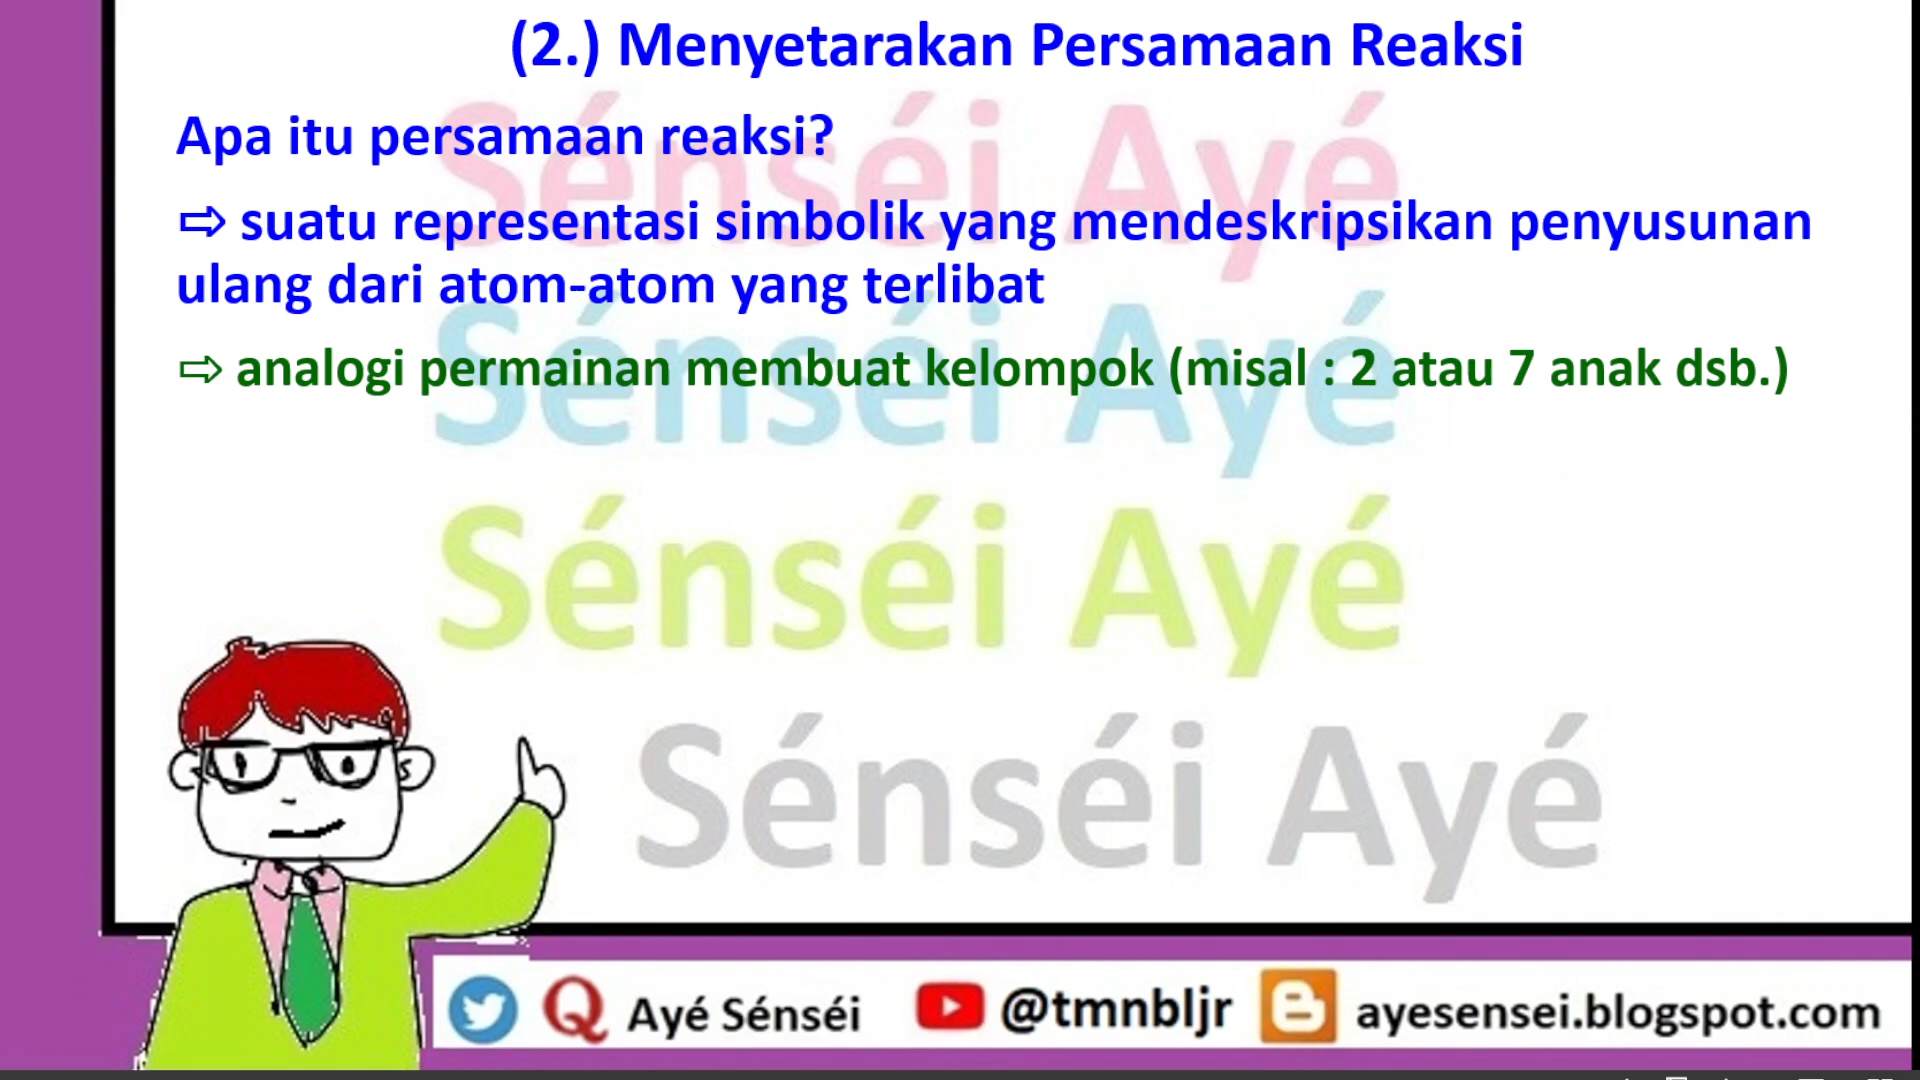 (2.) Menyetarakan Persamaan Reaksi
Apa itu persamaan reaksi?
⇨ suatu representasi simbolik yang mendeskripsikan penyusunan
ulang dari atom-atom yang terlibat
⇨ analogi permainan membuat kelompok (misal : 2 atau 7 anak dsb.)
Sénséi Ayé
Sénséi Ayé
Sénséi Ayé
Sénséi Ayé
Ayé Sénséi @tmnbljr ayesensei.blogspot.com